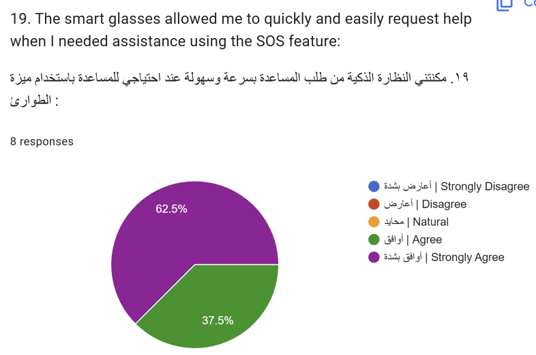 19. The smart glasses allowed me to quickly and easily request help
when I needed assistance using the SOS feature:
١٩. مكنتني النظارة الذكية من طلب المساعدة بسرعة وسهولة عند احتياجي للمساعدة باستخدام ميزة
الطوارئ :
8 responses
62.5%
37.5%
أعارض بشدة | Strongly Disagree
أعارض | Disagree
محايد | Natural
أوافق | Agree
أوافق بشدة | Strongly Agree